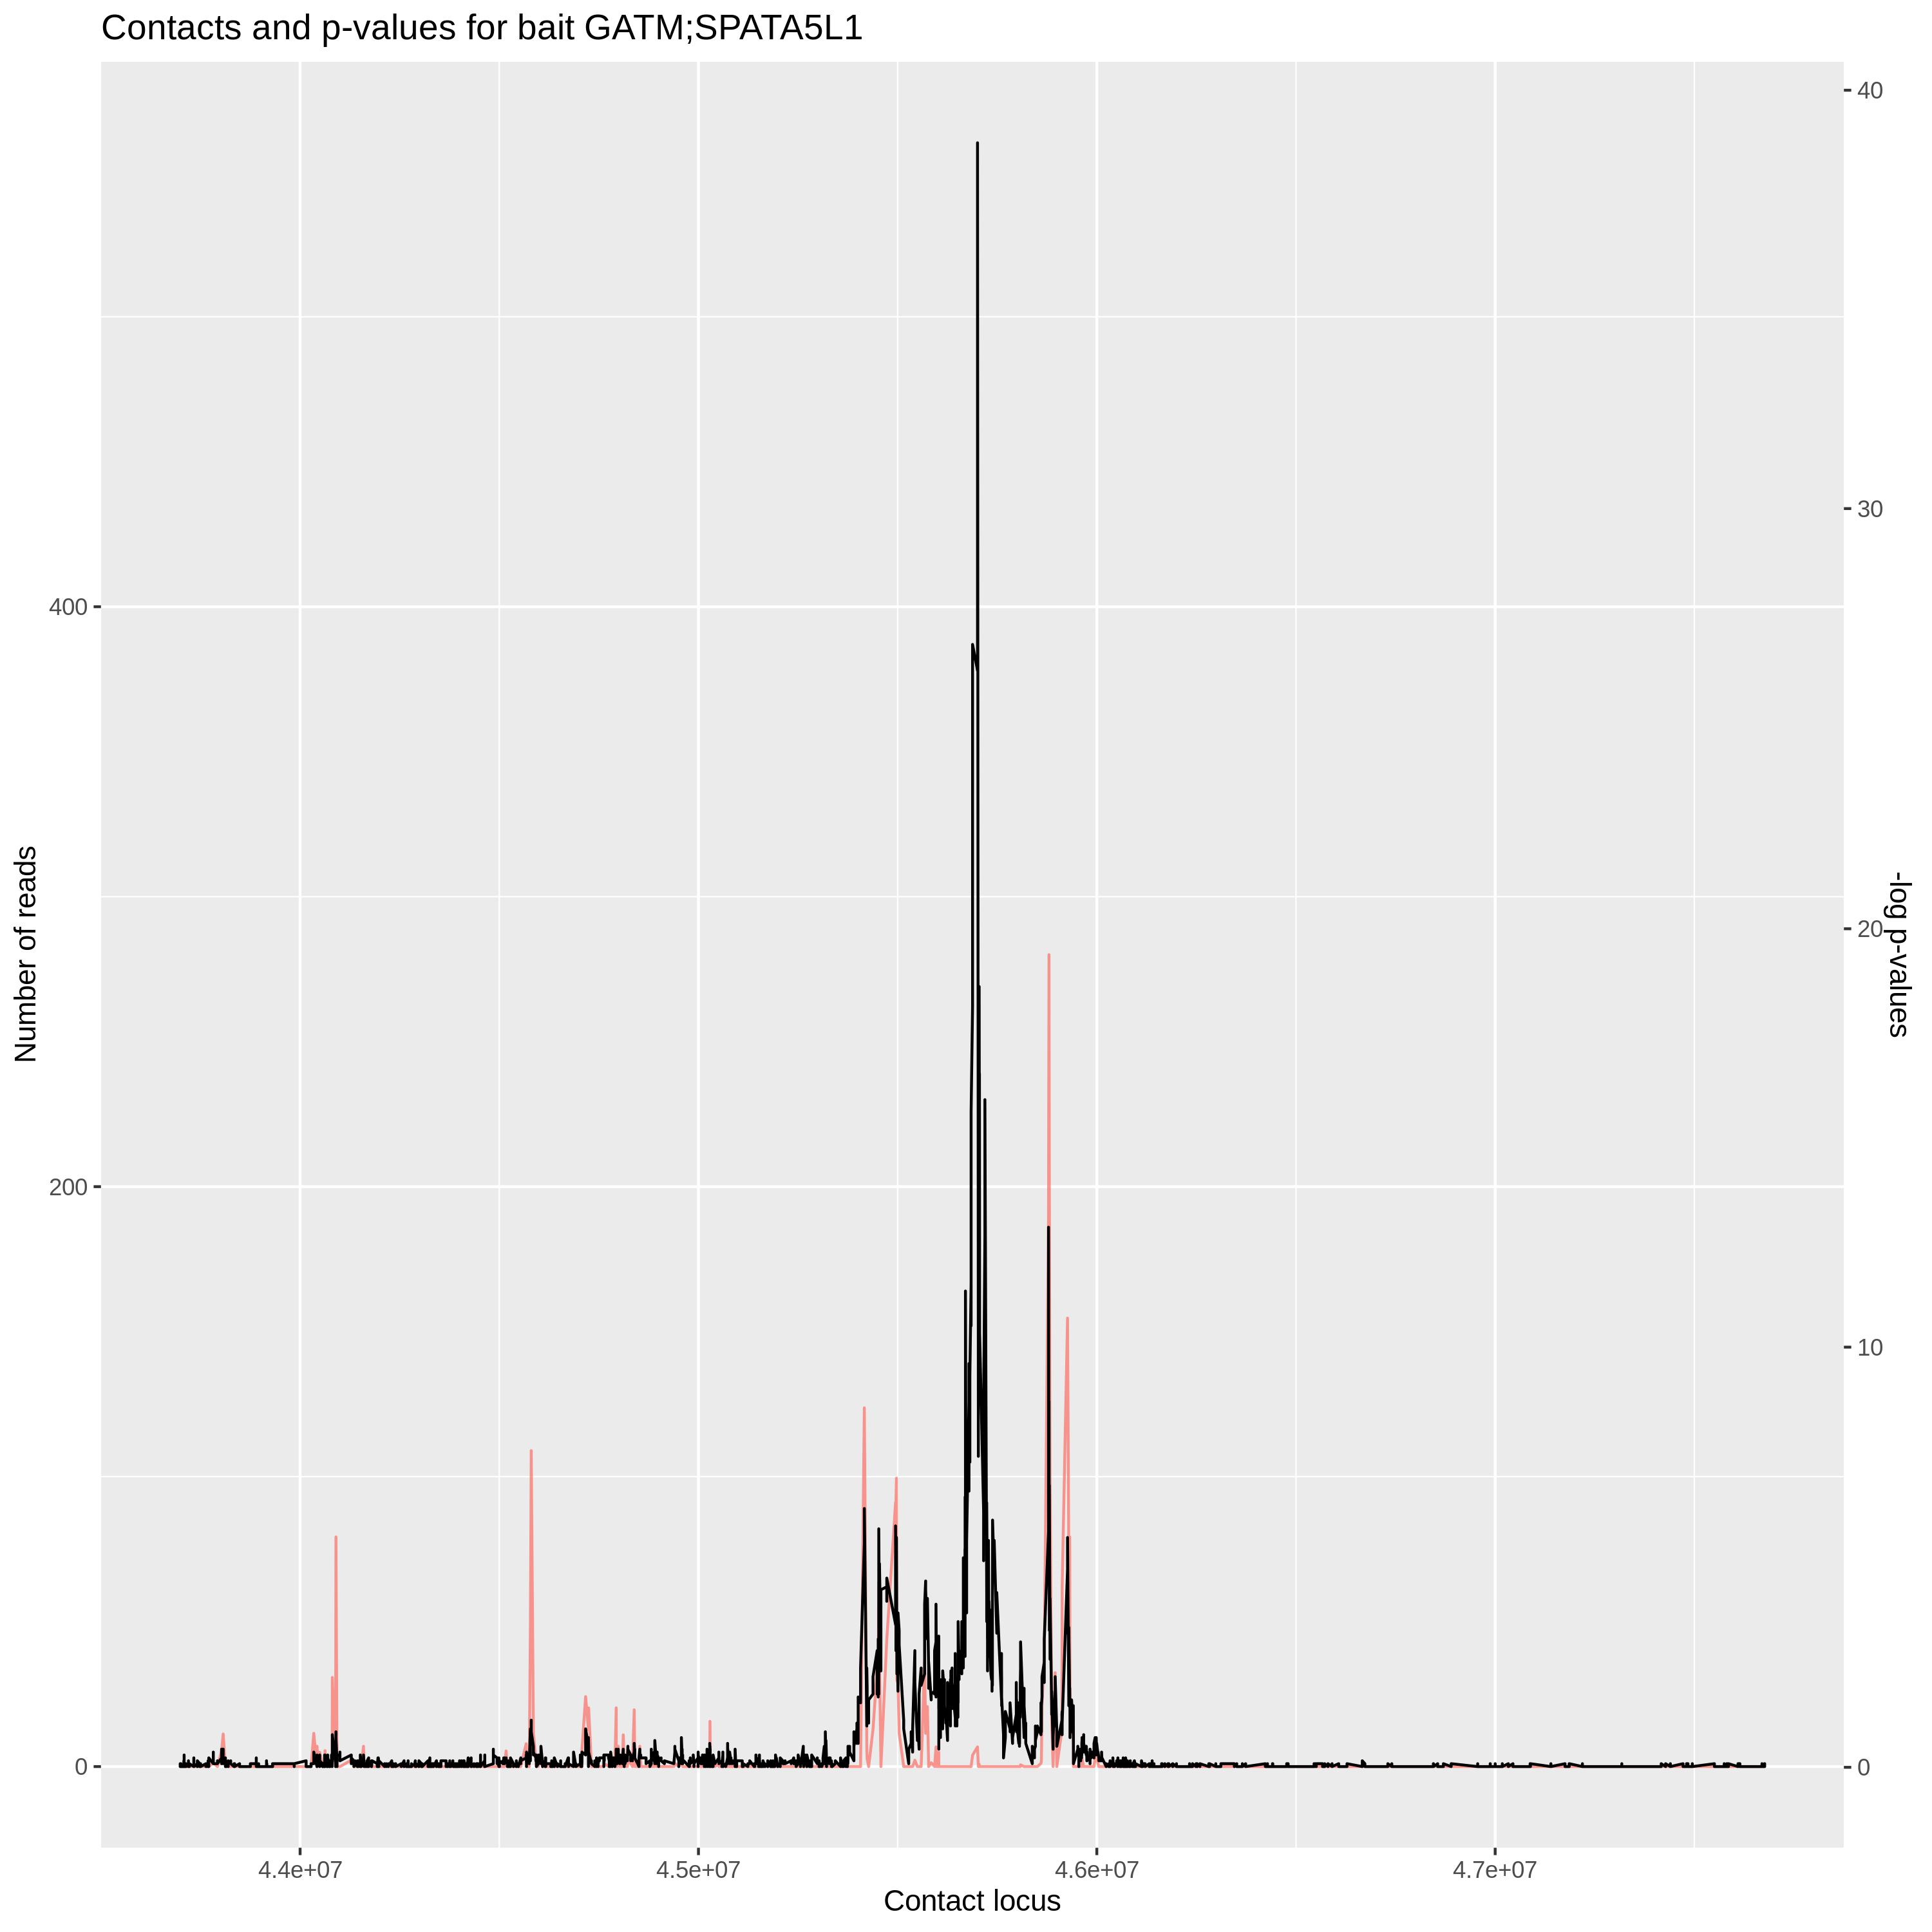 Contacts and p-values for bait GATM;SPATA5L1
40
30
400
20
Number of reads
-log p-values
200
10
0
0
4.4e+07
4.5e+07
4.6e+07
4.7e+07
Contact locus